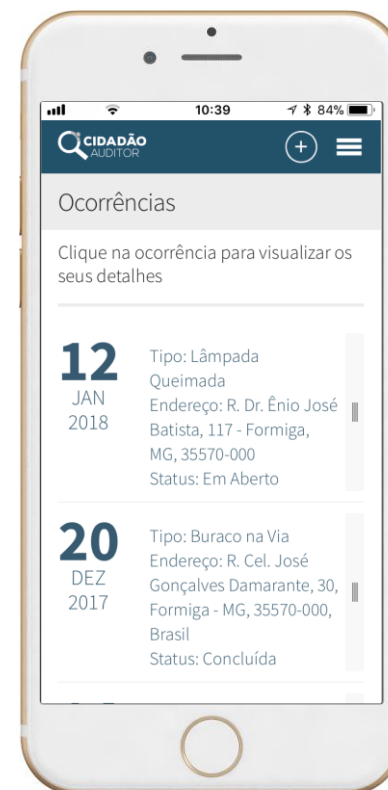 10:39
84%
CIDADÃO
AUDITOR
Ocorrências
Clique na ocorrência para visualizar os
seus detalhes
12
JAN
2018
Tipo: Lâmpada
Queimada
Endereço: R. Dr. Ênio José
Batista, 117 - Formiga,
MG, 35570-000
Status: Em Aberto
20
DEZ
2017
Tipo: Buraco na Via
Endereço: R. Cel. José
Gonçalves Damarante, 30,
Formiga - MG, 35570-000,
Brasil
Status: Concluída